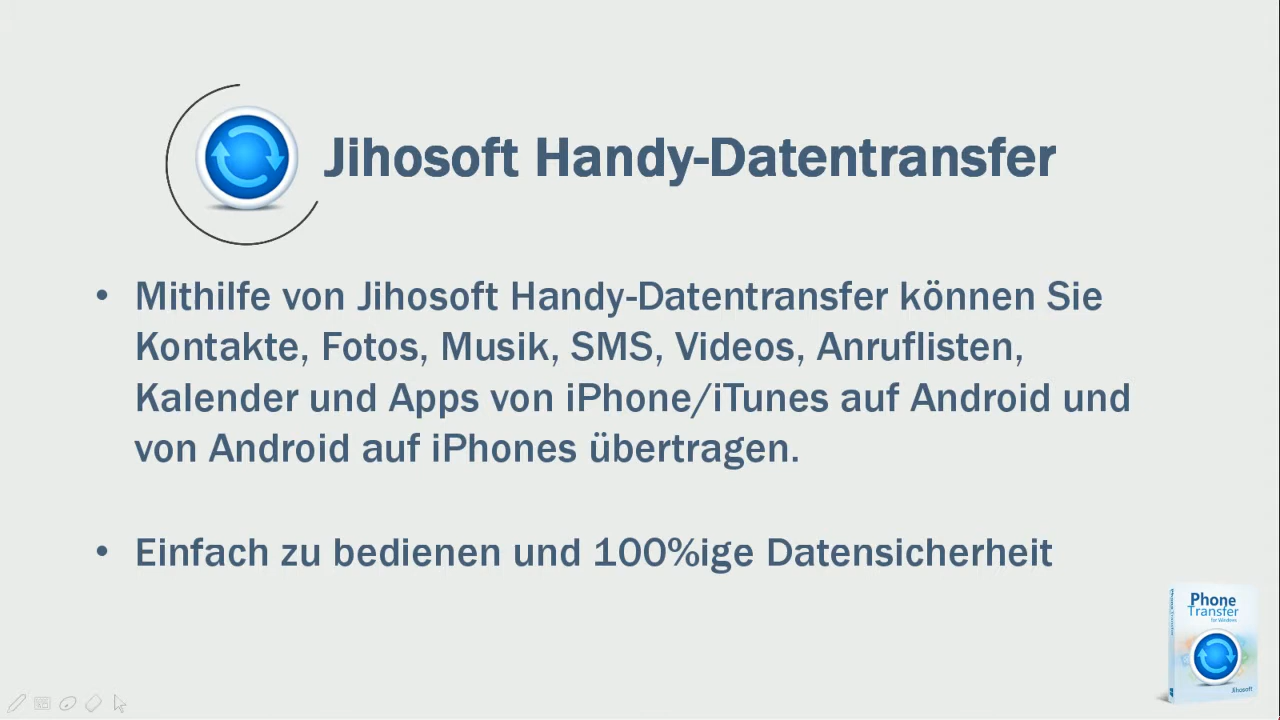 Jihosoft Handy-Datentransfer
• Mithilfe von Jihosoft Handy-Datentransfer können Sie
Kontakte, Fotos, Musik, SMS, Videos, Anruflisten,
Kalender und Apps von iPhone/iTunes auf Android und
von Android auf iPhones übertragen.
• Einfach zu bedienen und 100%ige Datensicherheit
Phone
Transfer
for Windows
Jihosoft